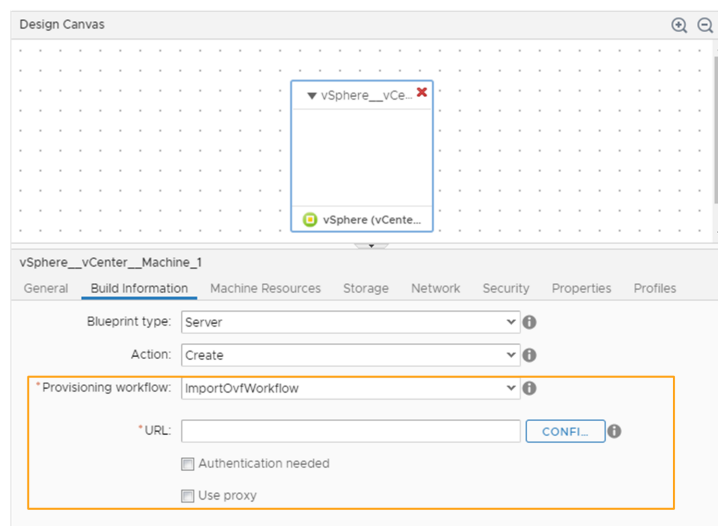 Design Canvas
vSphere__vCe...
vSphere (vCente...
vSphere__vCenter__Machine_1
General Build Information Machine Resources Storage Network Security Properties Profiles
Blueprint type: Server
Action: Create
*Provisioning workflow: ImportOvfWorkflow
*URL: CONFI...
Authentication needed
Use proxy